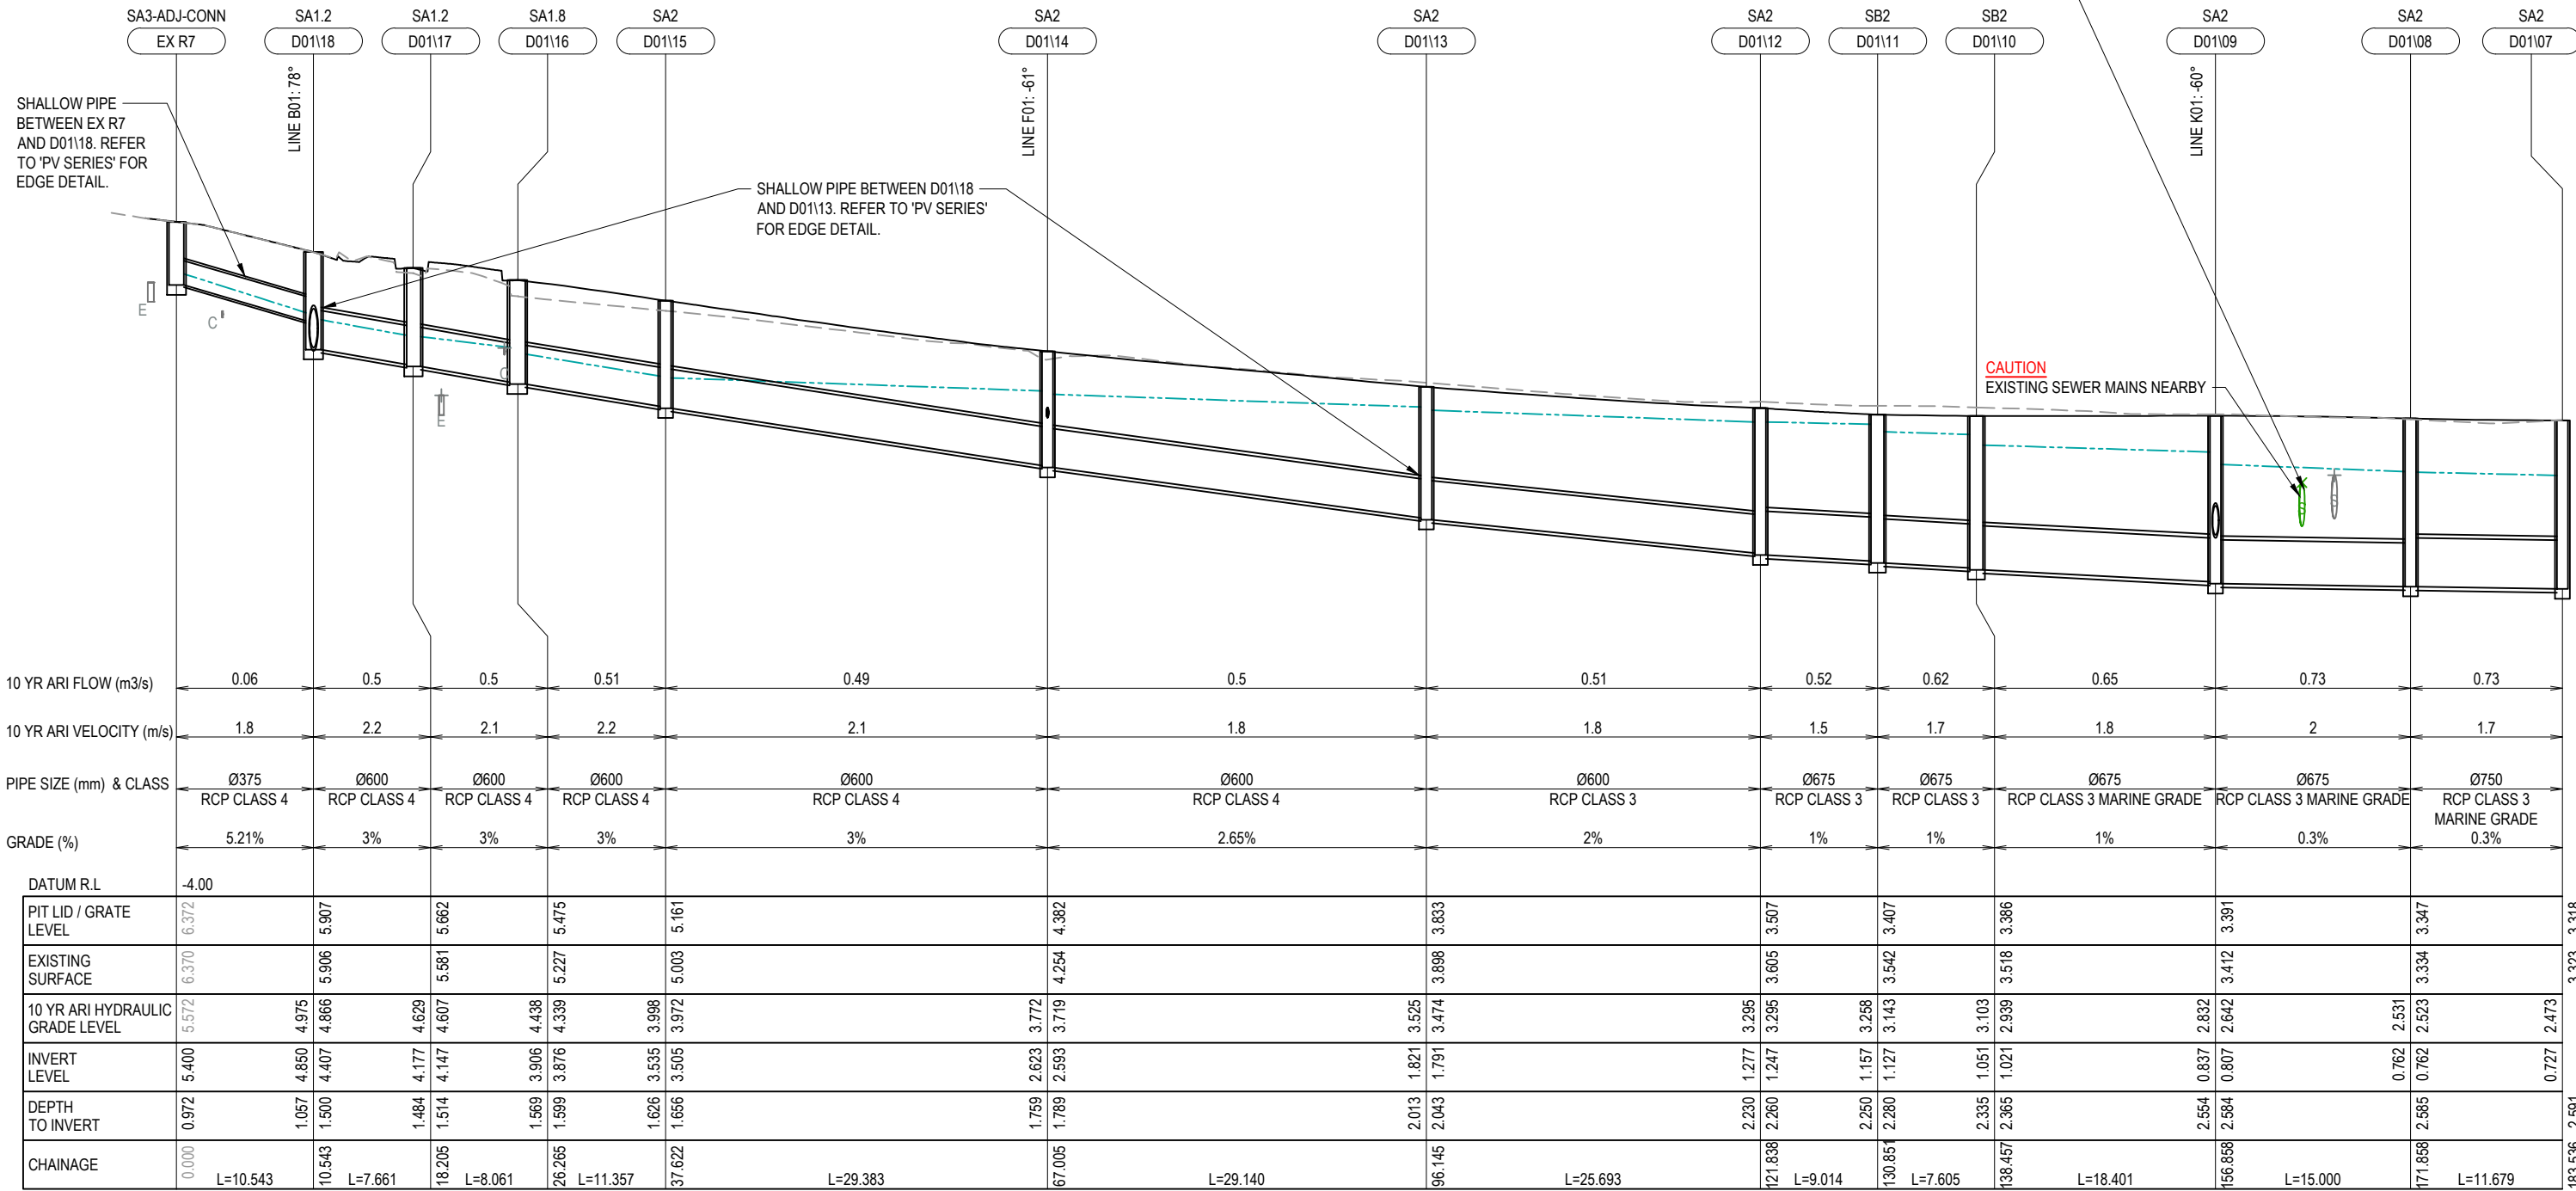 SA3-ADJ-CONN SA1.2 SA1.2 SA1.8 SA2 SA2 SA2 SA2 SB2 SB2 SA2 SA2 SA2
EX R7 D01\18 D01\17 D01\16 D01\15 D01\14 D01\13 D01\12 D01\11 D01\10 D01\09 D01\08 D01\07
LINE B01: 78°
LINE F01: -61°
LINE K01: -60°
SHALLOW PIPE
BETWEEN EX R7
AND D01\18. REFER
TO 'PV SERIES' FOR
EDGE DETAIL.
SHALLOW PIPE BETWEEN D01\18
AND D01\13. REFER TO 'PV SERIES'
FOR EDGE DETAIL.
E
C
E
CAUTION
EXISTING SEWER MAINS NEARBY
S
S
10 YR ARI FLOW (m3/s) 0.06 0.5 0.5 0.51 0.49 0.5 0.51 0.52 0.62 0.65 0.73 0.73
10 YR ARI VELOCITY (m/s) 1.8 2.2 2.1 2.2 2.1 1.8 1.8 1.5 1.7 1.8 2 1.7
PIPE SIZE (mm) & CLASS Ø375 Ø600 Ø600 Ø600 Ø600 Ø600 Ø600 Ø675 Ø675 Ø675 Ø675 Ø750
RCP CLASS 4 RCP CLASS 4 RCP CLASS 4 RCP CLASS 4 RCP CLASS 4 RCP CLASS 4 RCP CLASS 3 RCP CLASS 3 RCP CLASS 3 RCP CLASS 3 MARINE GRADE RCP CLASS 3 MARINE GRADE RCP CLASS 3
MARINE GRADE
GRADE (%) 5.21% 3% 3% 3% 3% 2.65% 2% 1% 1% 1% 0.3% 0.3%
DATUM R.L -4.00
PIT LID / GRATE
LEVEL 6.372 5.907 5.662 5.475 5.161 4.382 3.833 3.507 3.407 3.386 3.391 3.347 3.318
EXISTING
SURFACE 6.370 5.906 5.581 5.227 5.003 4.254 3.898 3.605 3.542 3.518 3.412 3.334 3.323
10 YR ARI HYDRAULIC
GRADE LEVEL 5.572 4.975 4.866 4.629 4.607 4.438 4.339 3.998 3.972 3.772 3.719 3.525 3.474 3.295 3.295 3.258 3.143 3.103 2.939 2.832 2.642 2.531 2.523 2.473
INVERT
LEVEL 5.400 4.850 4.407 4.177 4.147 3.906 3.876 3.535 3.505 2.623 2.593 1.821 1.791 1.277 1.247 1.157 1.127 1.051 1.021 0.837 0.807 0.762 0.762 0.727
DEPTH
TO INVERT 0.972 1.057 1.500 1.484 1.514 1.569 1.599 1.626 1.656 1.759 1.789 2.013 2.043 2.230 2.260 2.250 2.280 2.335 2.365 2.554 2.584 2.585 2.591
CHAINAGE 0.000 10.543 18.205 26.265 37.622 67.005 96.145 121.838 130.851 138.457 156.858 171.858 183.536
L=10.543 L=7.661 L=8.061 L=11.357 L=29.383 L=29.140 L=25.693 L=9.014 L=7.605 L=18.401 L=15.000 L=11.679